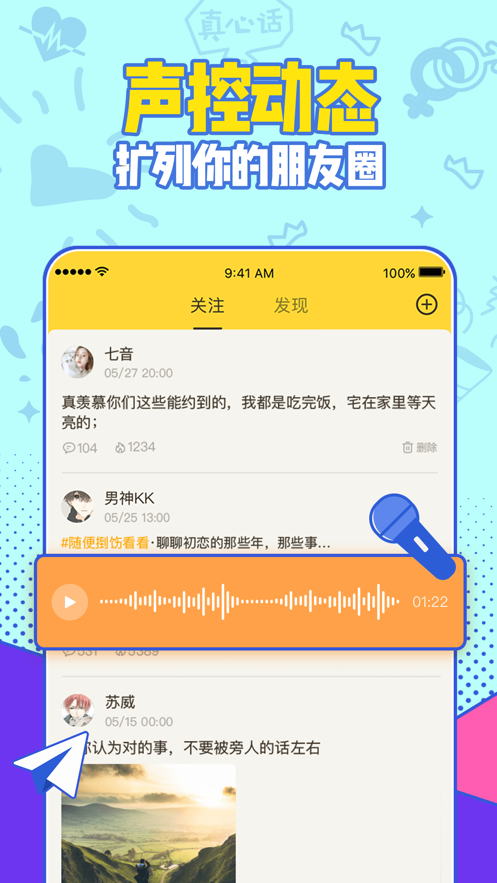 真心话
声控动态
扩列你的朋友圈
9:41 AM
100%
关注
发现
七音
05/27 20:00
真羡慕你们这些能约到的，我都是吃完饭，宅在家里等天
亮的；
104
1234
删除
男神KK
05/25 13:00
#随便捯饬看看·聊聊初恋的那些年，那些事...
01:22
531
5389
苏威
05/15 00:00
你认为对的事，不要被旁人的话左右